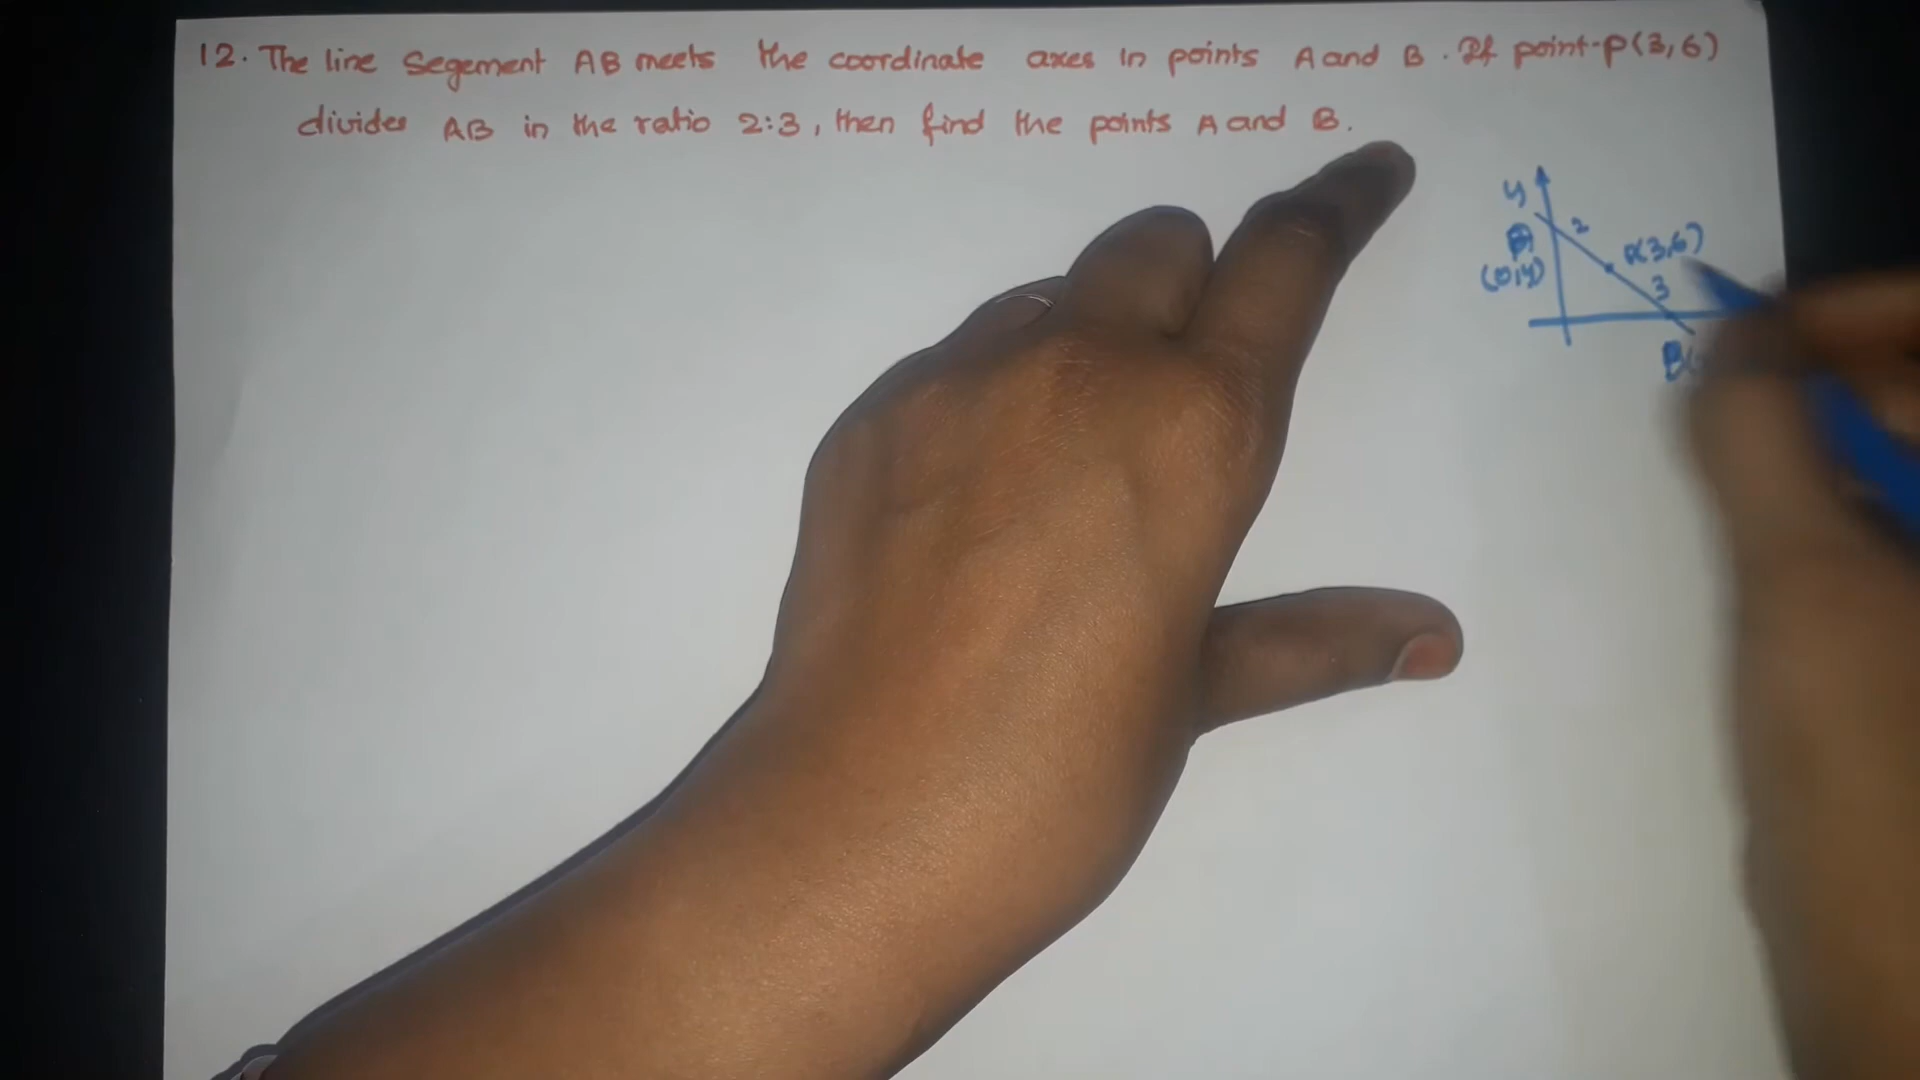 12. The line Segement AB meets the coordinate axes in points A and B. If point-P(3,6)
divides AB in the ratio 2:3, then find the points A and B.
y
2
P(3,6)
(0,y)
3
B(